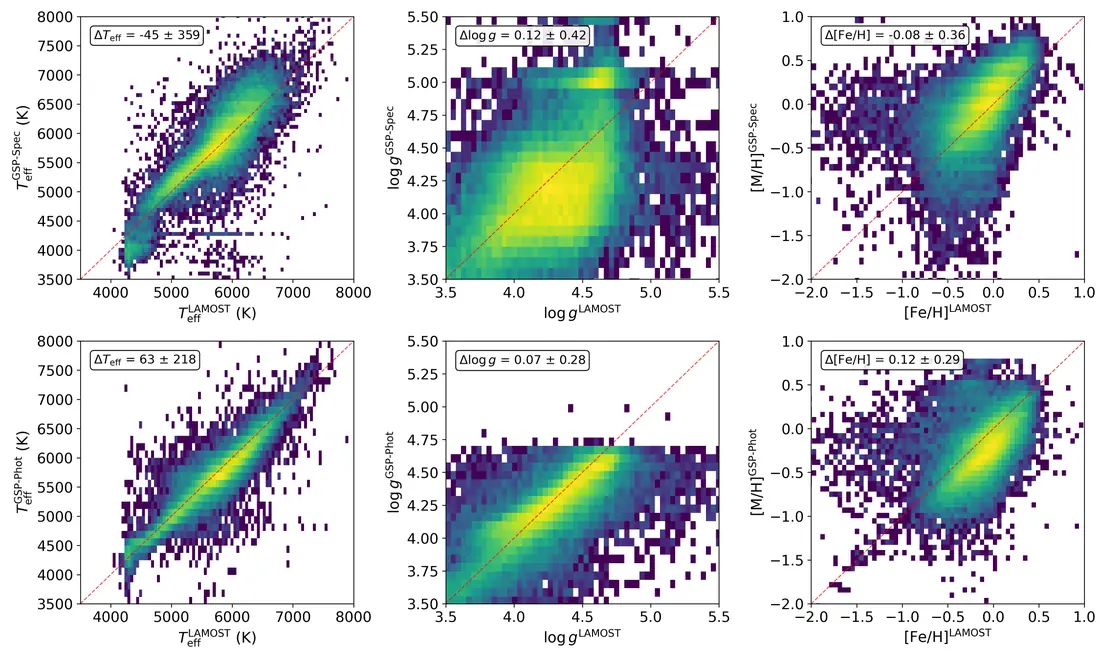 ΔTeff = -45 ± 359
8000
7500
7000
6500
6000
5500
5000
4500
4000
3500
Teff^GSP-Spec (K)
4000 5000 6000 7000 8000
Teff^LAMOST (K)
Δlog g = 0.12 ± 0.42
5.50
5.25
5.00
4.75
4.50
4.25
4.00
3.75
3.50
log g^GSP-Spec
3.5 4.0 4.5 5.0 5.5
log g^LAMOST
Δ[Fe/H] = -0.08 ± 0.36
1.0
0.5
0.0
−0.5
−1.0
−1.5
−2.0
[M/H]^GSP-Spec
−2.0 −1.5 −1.0 −0.5 0.0 0.5 1.0
[Fe/H]^LAMOST
ΔTeff = 63 ± 218
8000
7500
7000
6500
6000
5500
5000
4500
4000
3500
Teff^GSP-Phot (K)
4000 5000 6000 7000 8000
Teff^LAMOST (K)
Δlog g = 0.07 ± 0.28
5.50
5.25
5.00
4.75
4.50
4.25
4.00
3.75
3.50
log g^GSP-Phot
3.5 4.0 4.5 5.0 5.5
log g^LAMOST
Δ[Fe/H] = 0.12 ± 0.29
1.0
0.5
0.0
−0.5
−1.0
−1.5
−2.0
[M/H]^GSP-Phot
−2.0 −1.5 −1.0 −0.5 0.0 0.5 1.0
[Fe/H]^LAMOST